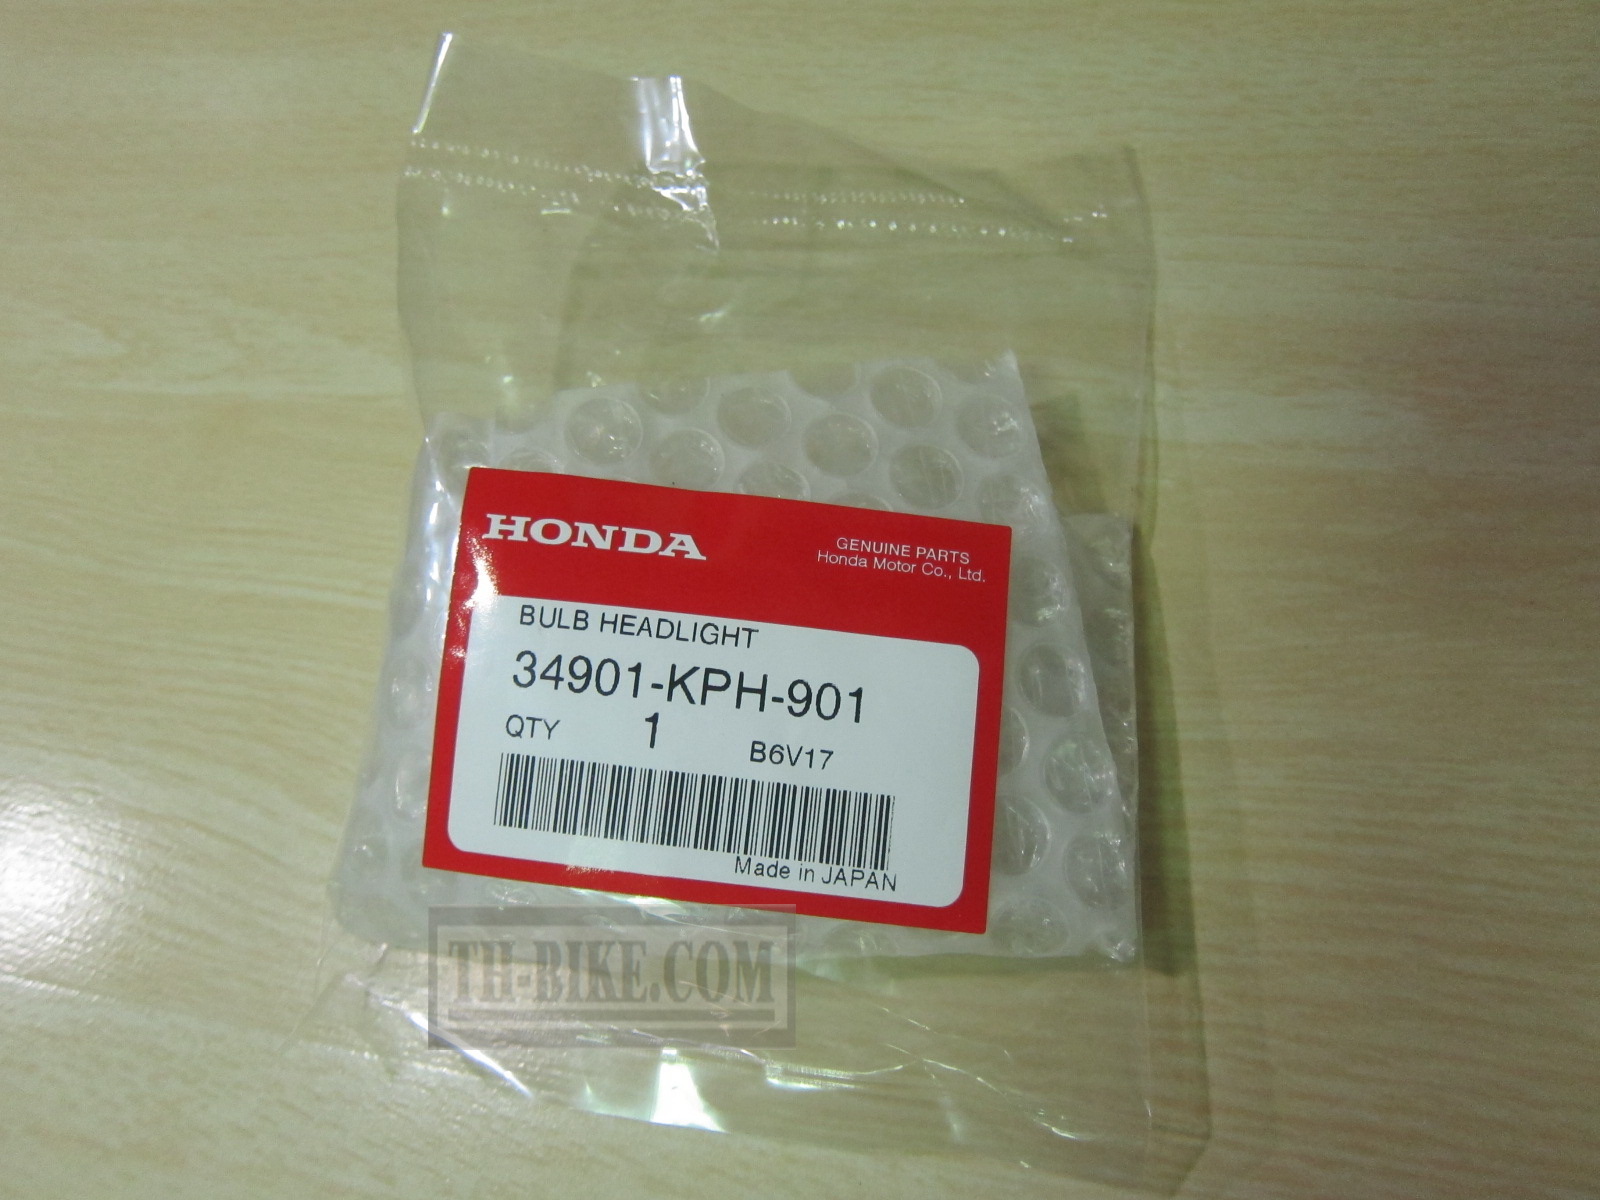 HONDA
GENUINE PARTS
Honda Motor Co., Ltd.
BULB HEADLIGHT
34901-KPH-901
QTY 1 B6V17
Made in JAPAN
TH-BIKE.COM